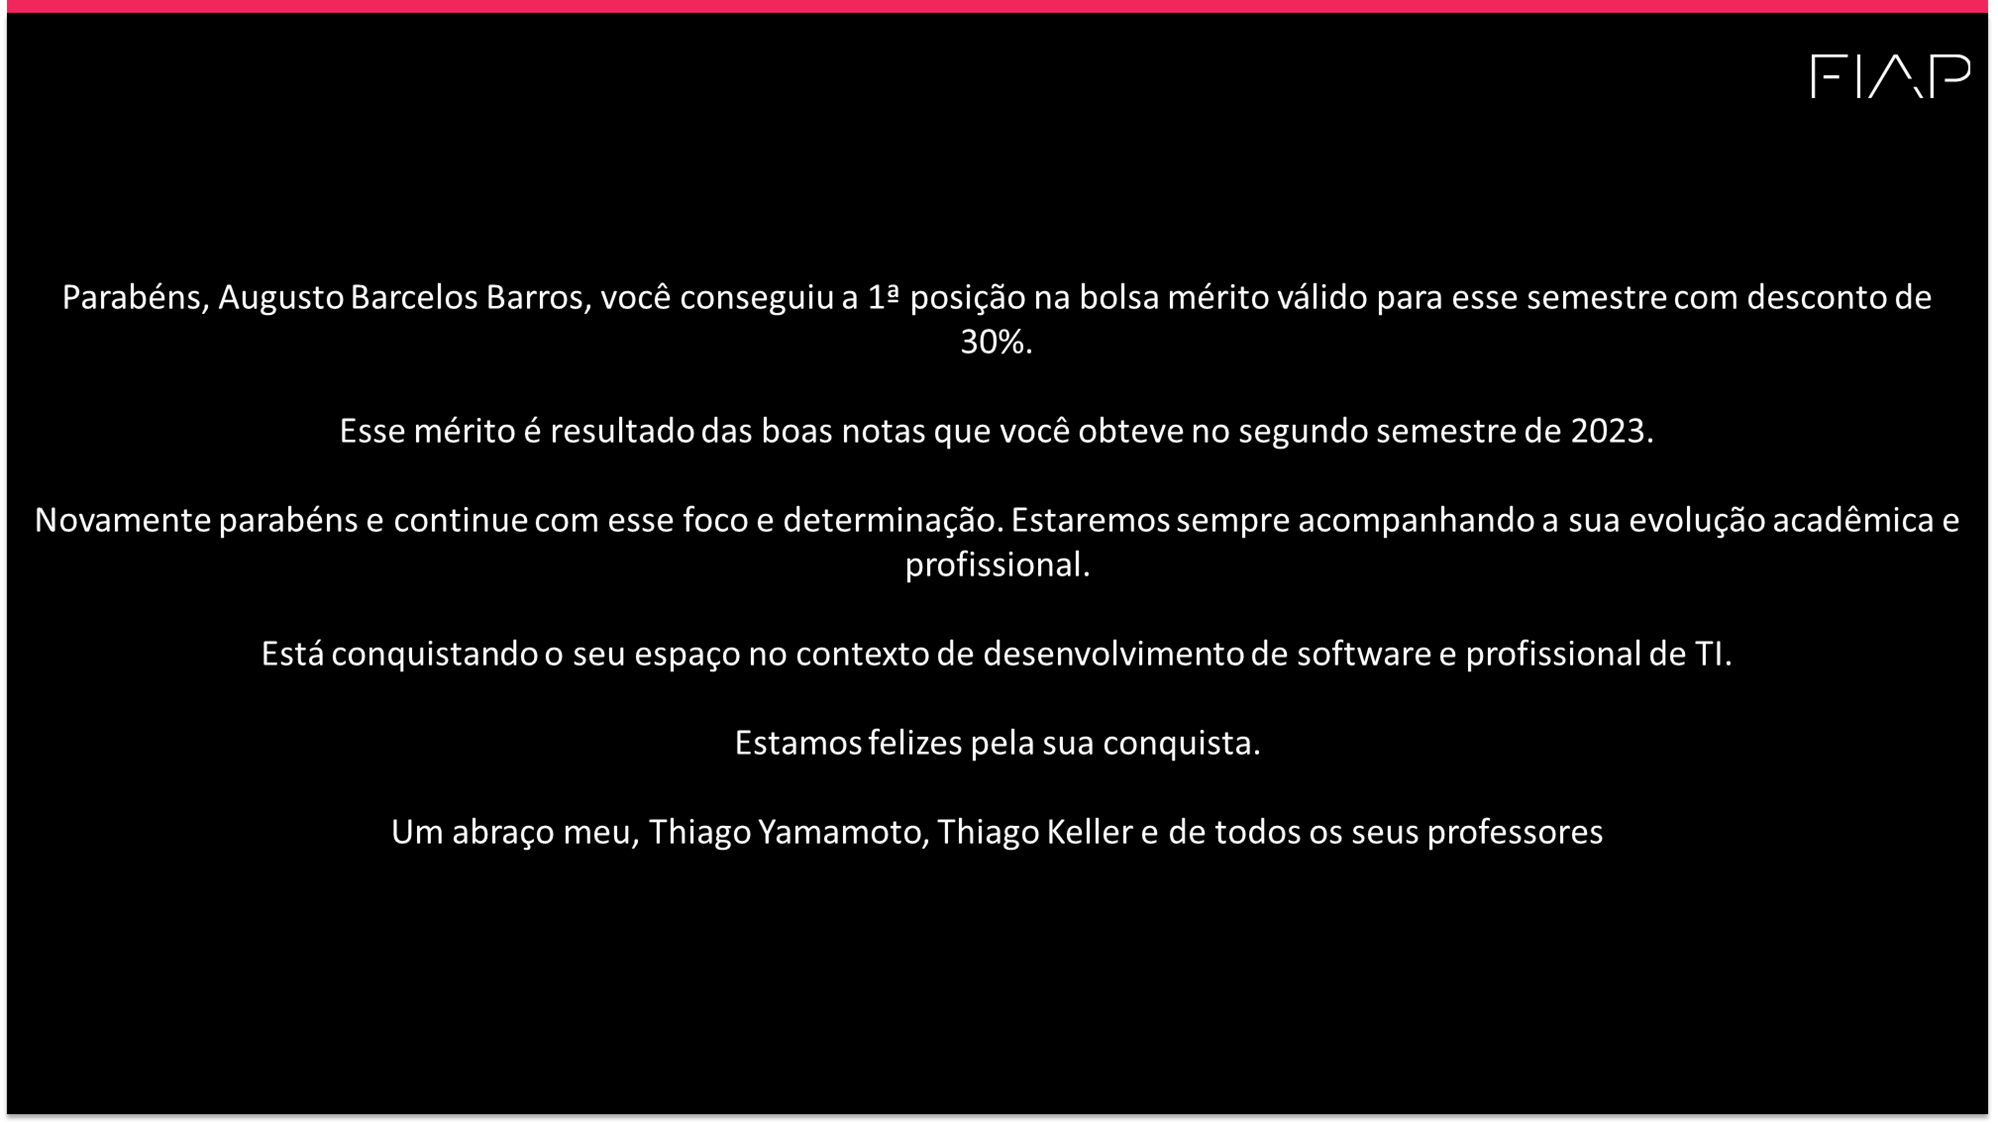 FIAP
Parabéns, Augusto Barcelos Barros, você conseguiu a 1ª posição na bolsa mérito válido para esse semestre com desconto de
30%.
Esse mérito é resultado das boas notas que você obteve no segundo semestre de 2023.
Novamente parabéns e continue com esse foco e determinação. Estaremos sempre acompanhando a sua evolução acadêmica e
profissional.
Está conquistando o seu espaço no contexto de desenvolvimento de software e profissional de TI.
Estamos felizes pela sua conquista.
Um abraço meu, Thiago Yamamoto, Thiago Keller e de todos os seus professores